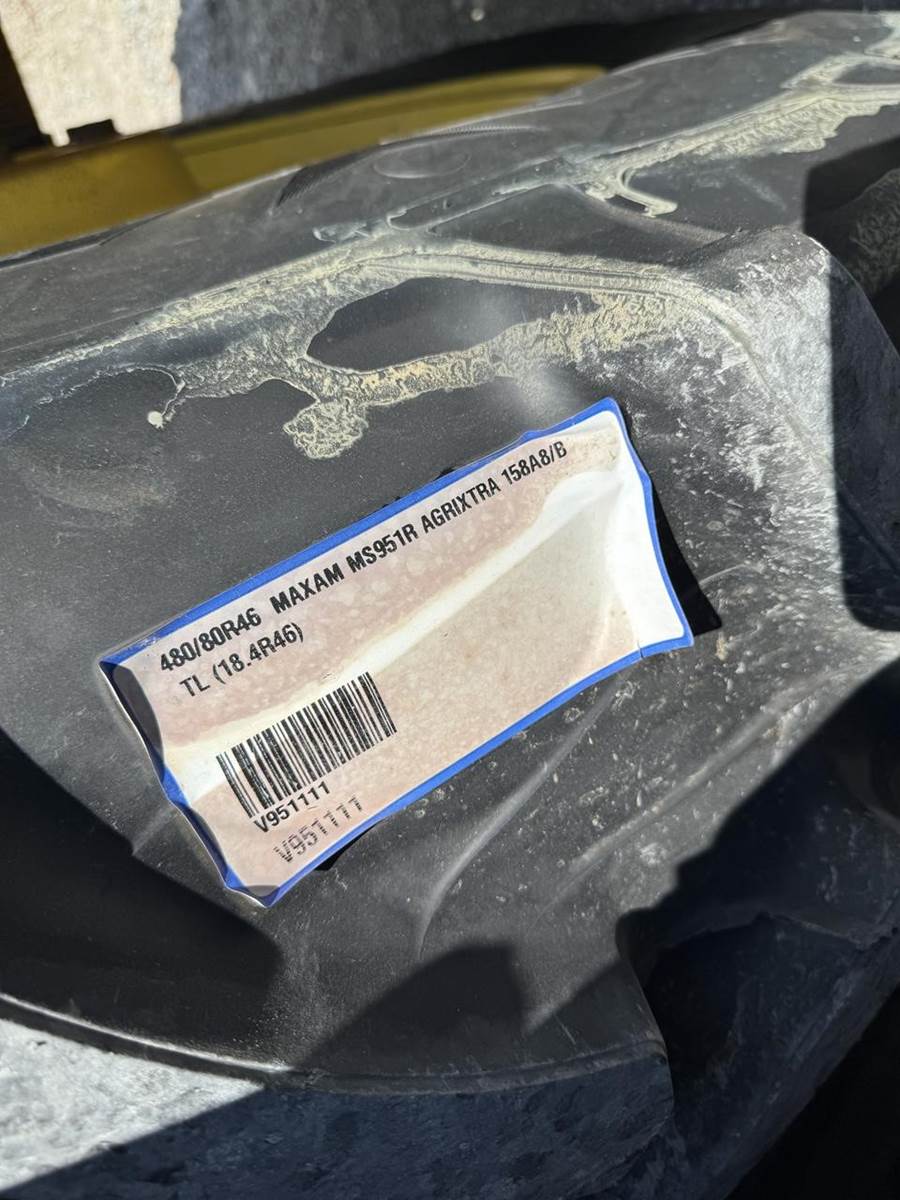 480/80R46 MAXAM MS951R AGRIXTRA 158A8/B
TL (18.4R46)
V951111
V951111